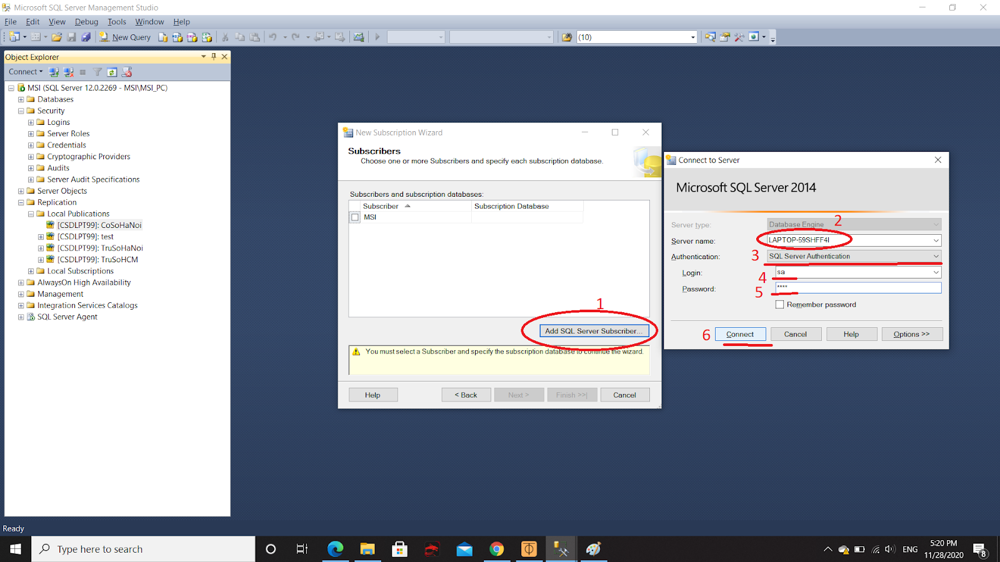 Microsoft SQL Server Management Studio
File Edit View Debug Tools Window Help
New Query (10)
Object Explorer
Connect
MSI (SQL Server 12.0.2269 - MSI\MSI_PC)
Databases
Security
Logins
Server Roles
Credentials
Cryptographic Providers
Audits
Server Audit Specifications
Server Objects
Replication
Local Publications
[CSDLPT99]: CoSoHaNoi
[CSDLPT99]: test
[CSDLPT99]: TruSoHaNoi
[CSDLPT99]: TruSoHCM
Local Subscriptions
AlwaysOn High Availability
Management
Integration Services Catalogs
SQL Server Agent
New Subscription Wizard
Subscribers
Choose one or more Subscribers and specify each subscription database.
Subscribers and subscription databases:
Subscriber Subscription Database
MSI
1
Add SQL Server Subscriber...
You must select a Subscriber and specify the subscription database to continue the wizard.
Help < Back Next > Finish >>| Cancel
Connect to Server
Microsoft SQL Server 2014
Server type: Database Engine 2
Server name: LAPTOP-59SHFF4I
Authentication: 3 SQL Server Authentication
Login: 4 sa
Password: 5 ****
Remember password
6 Connect Cancel Help Options >>
Ready
Type here to search
ENG
5:20 PM
11/28/2020
8